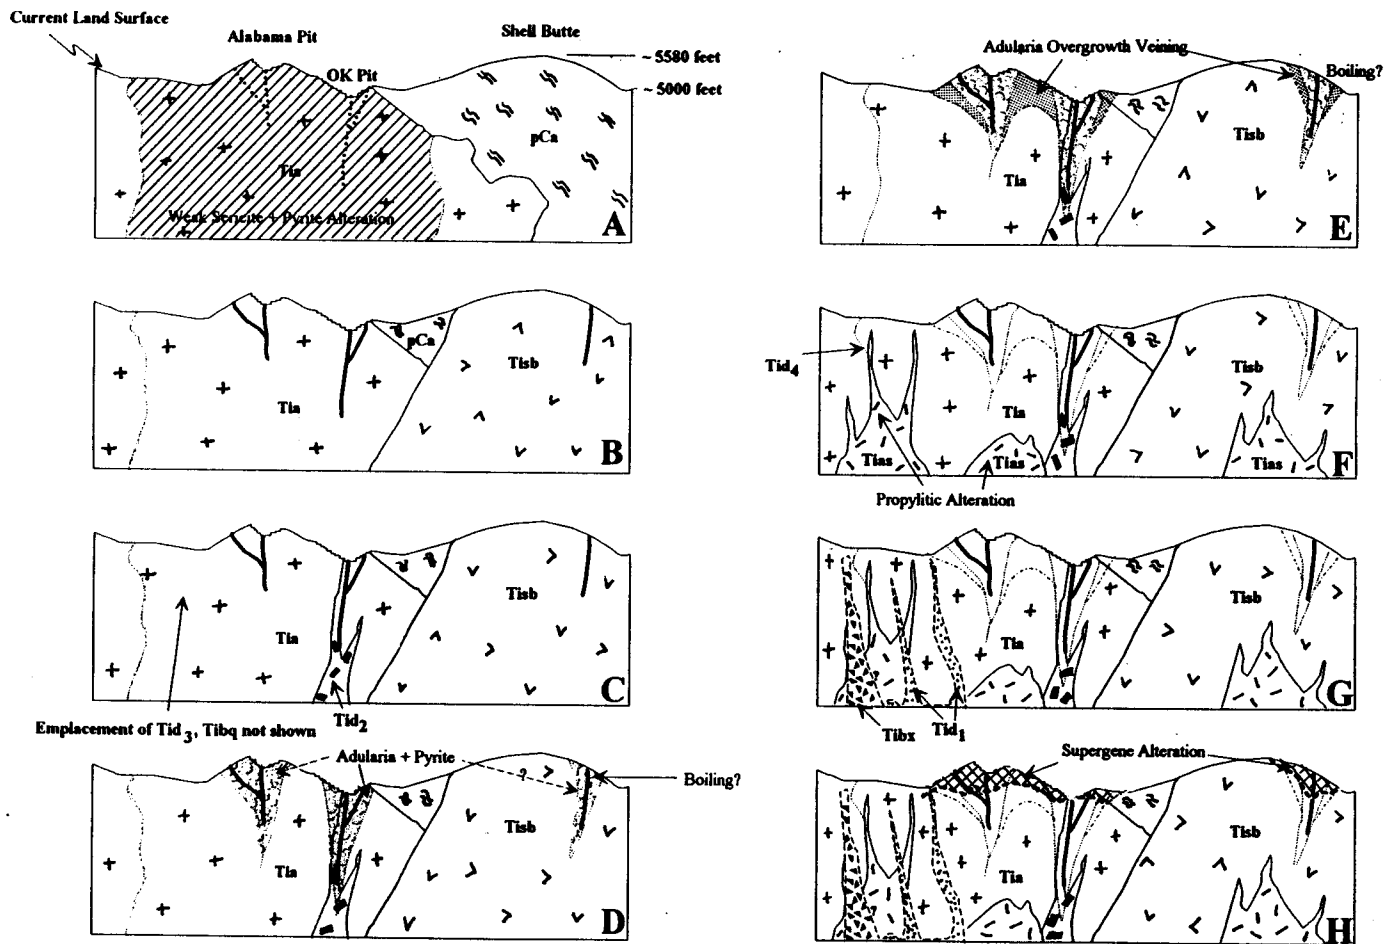 Current Land Surface
Alabama Pit
Shell Butte
~ 5580 feet
OK Pit
~ 5000 feet
pCa
Tia
Weak Sericite + Pyrite Alteration
A
pCa
Tisb
Tia
B
Tisb
Tia
C
Tid2
Emplacement of Tid3, Tibq not shown
Adularia + Pyrite
Boiling?
?
Tisb
Tia
D
Adularia Overgrowth Veining
Boiling?
Tisb
Tia
E
Tid4
Tisb
Tia
Tias
Tias
Tias
F
Propylitic Alteration
Tisb
Tia
G
Tibx
Tid1
Supergene Alteration
Tisb
Tia
H